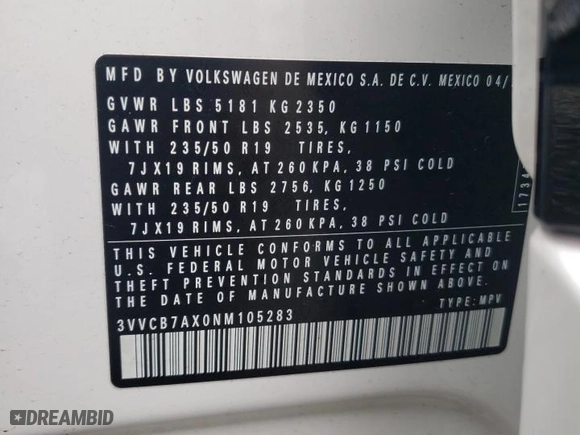 MFD BY VOLKSWAGEN DE MEXICO S.A. DE C.V. MEXICO 04/
GVWR LBS 5181 KG 2350
GAWR FRONT LBS 2535, KG 1150
WITH 235/50 R19 TIRES,
7JX19 RIMS, AT 260 KPA, 38 PSI COLD
GAWR REAR LBS 2756, KG 1250
WITH 235/50 R19 TIRES,
7JX19 RIMS, AT 260 KPA, 38 PSI COLD
THIS VEHICLE CONFORMS TO ALL APPLICABLE
U.S. FEDERAL MOTOR VEHICLE SAFETY AND
THEFT PREVENTION STANDARDS IN EFFECT ON
THE DATE OF MANUFACTURE SHOWN ABOVE.
3VVCB7AX0NM105283 TYPE: MPV
1734
DREAMBID